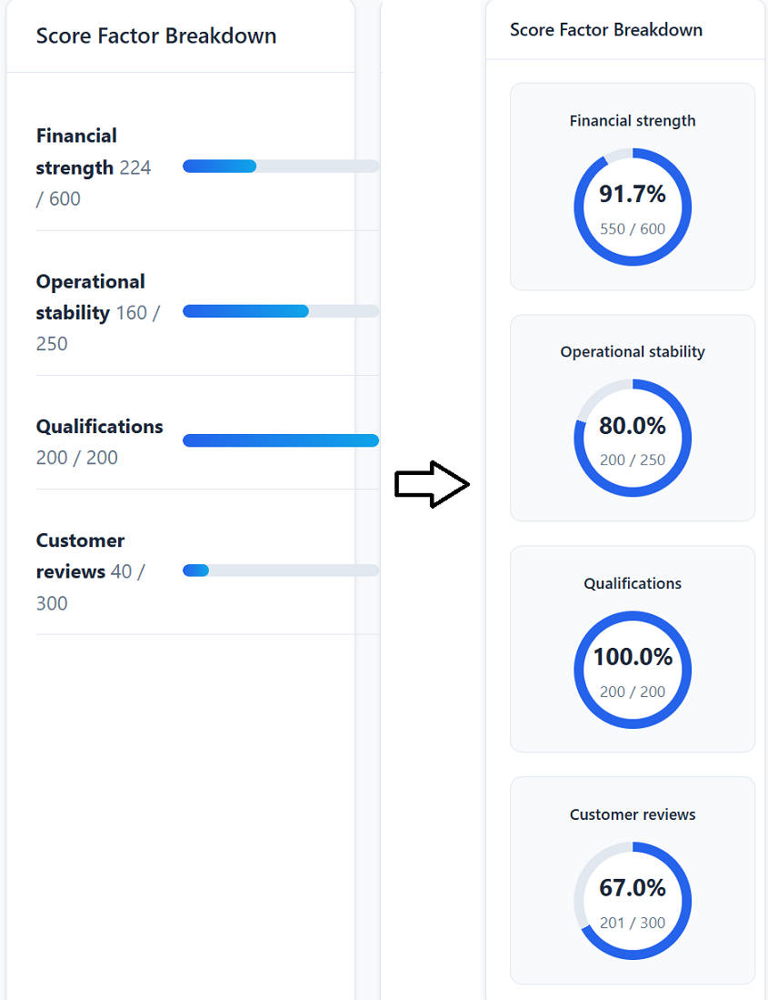 Score Factor Breakdown
Financial
strength 224
/ 600
Operational
stability 160 /
250
Qualifications
200 / 200
Customer
reviews 40 /
300
Score Factor Breakdown
Financial strength
91.7%
550 / 600
Operational stability
80.0%
200 / 250
Qualifications
100.0%
200 / 200
Customer reviews
67.0%
201 / 300